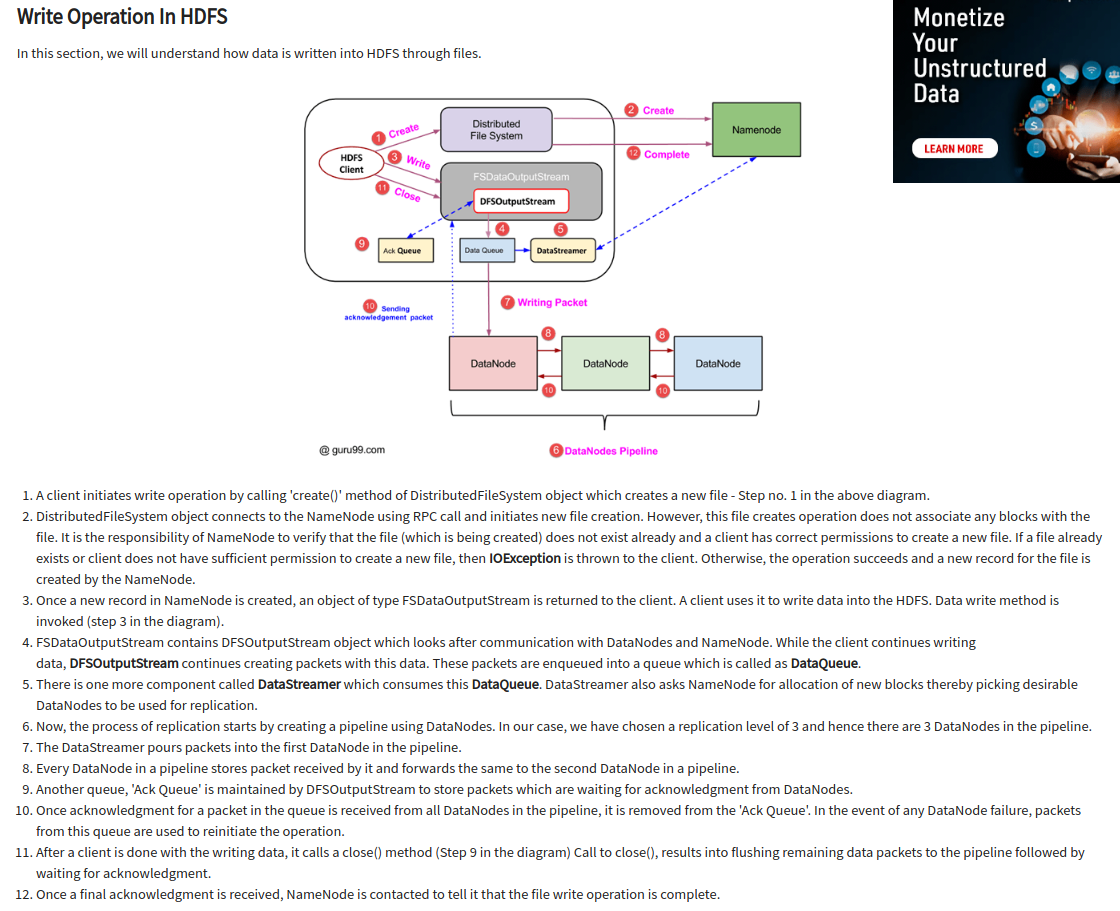 Write Operation In HDFS
In this section, we will understand how data is written into HDFS through files.
Monetize
Your
Unstructured
Data
LEARN MORE
Distributed
File System
2 Create
Namenode
1 Create
12 Complete
HDFS
Client
3 Write
FSDataOutputStream
11 Close
DFSOutputStream
4
5
9
Ack Queue
Data Queue
DataStreamer
10 Sending
acknowledgement packet
7 Writing Packet
8
8
DataNode
DataNode
DataNode
10
10
@ guru99.com
6 DataNodes Pipeline
1. A client initiates write operation by calling 'create()' method of DistributedFileSystem object which creates a new file - Step no. 1 in the above diagram.
2. DistributedFileSystem object connects to the NameNode using RPC call and initiates new file creation. However, this file creates operation does not associate any blocks with the
file. It is the responsibility of NameNode to verify that the file (which is being created) does not exist already and a client has correct permissions to create a new file. If a file already
exists or client does not have sufficient permission to create a new file, then IOException is thrown to the client. Otherwise, the operation succeeds and a new record for the file is
created by the NameNode.
3. Once a new record in NameNode is created, an object of type FSDataOutputStream is returned to the client. A client uses it to write data into the HDFS. Data write method is
invoked (step 3 in the diagram).
4. FSDataOutputStream contains DFSOutputStream object which looks after communication with DataNodes and NameNode. While the client continues writing
data, DFSOutputStream continues creating packets with this data. These packets are enqueued into a queue which is called as DataQueue.
5. There is one more component called DataStreamer which consumes this DataQueue. DataStreamer also asks NameNode for allocation of new blocks thereby picking desirable
DataNodes to be used for replication.
6. Now, the process of replication starts by creating a pipeline using DataNodes. In our case, we have chosen a replication level of 3 and hence there are 3 DataNodes in the pipeline.
7. The DataStreamer pours packets into the first DataNode in the pipeline.
8. Every DataNode in a pipeline stores packet received by it and forwards the same to the second DataNode in a pipeline.
9. Another queue, 'Ack Queue' is maintained by DFSOutputStream to store packets which are waiting for acknowledgment from DataNodes.
10. Once acknowledgment for a packet in the queue is received from all DataNodes in the pipeline, it is removed from the 'Ack Queue'. In the event of any DataNode failure, packets
from this queue are used to reinitiate the operation.
11. After a client is done with the writing data, it calls a close() method (Step 9 in the diagram) Call to close(), results into flushing remaining data packets to the pipeline followed by
waiting for acknowledgment.
12. Once a final acknowledgment is received, NameNode is contacted to tell it that the file write operation is complete.